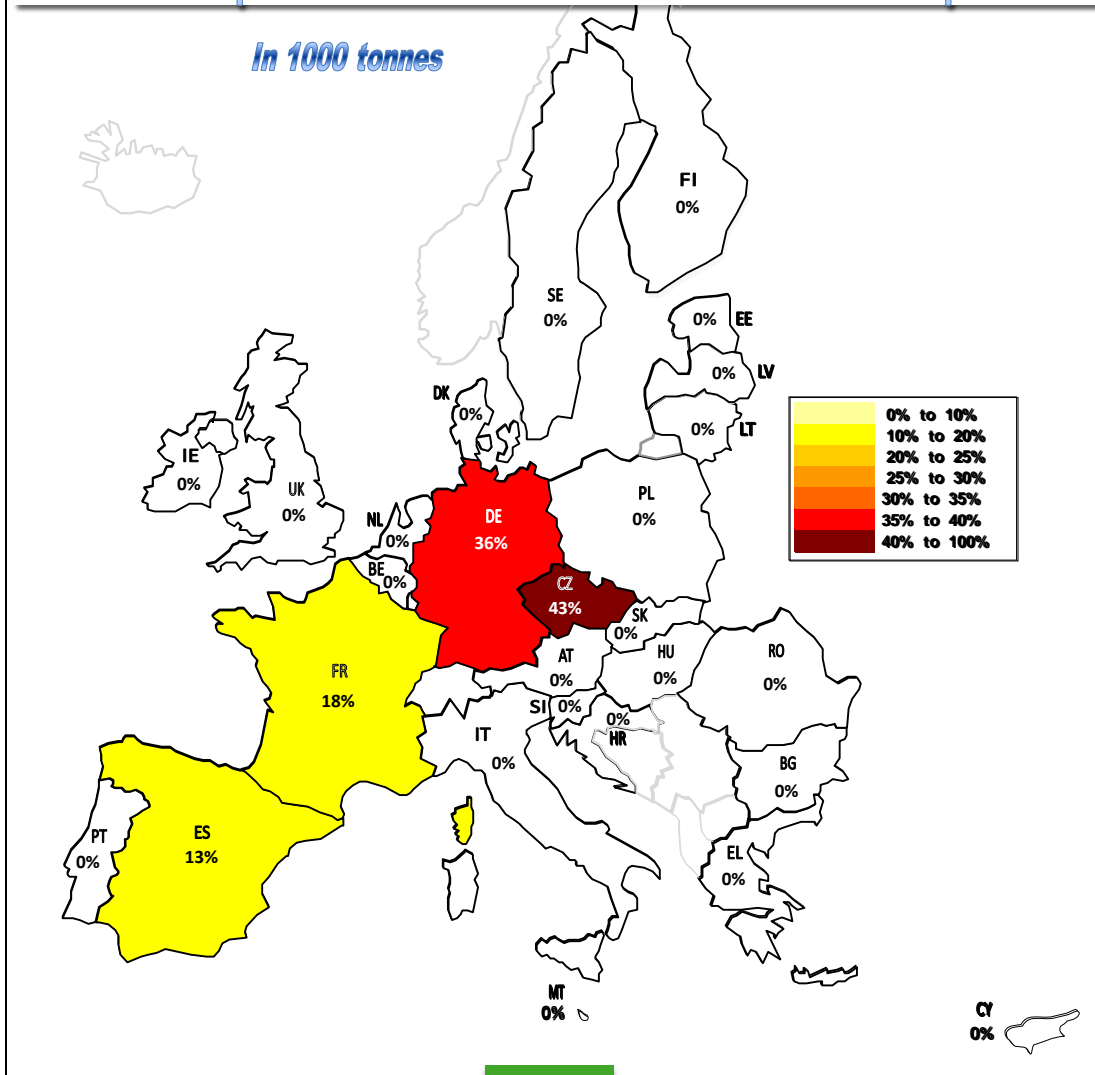 In 1000 tonnes
FI
0%
SE
0%
0% EE
0% LV
DK
0%
0% to 10%
10% to 20%
20% to 25%
25% to 30%
30% to 35%
35% to 40%
40% to 100%
0% LT
IE
0%
UK
0%
NL
0%
BE 0%
DE
36%
PL
0%
CZ
43%
SK
0%
FR
18%
AT
0%
HU
0%
RO
0%
SI 0%
0%
HR
IT
0%
BG
0%
PT
0%
ES
13%
EL
0%
MT
0%
CY
0%